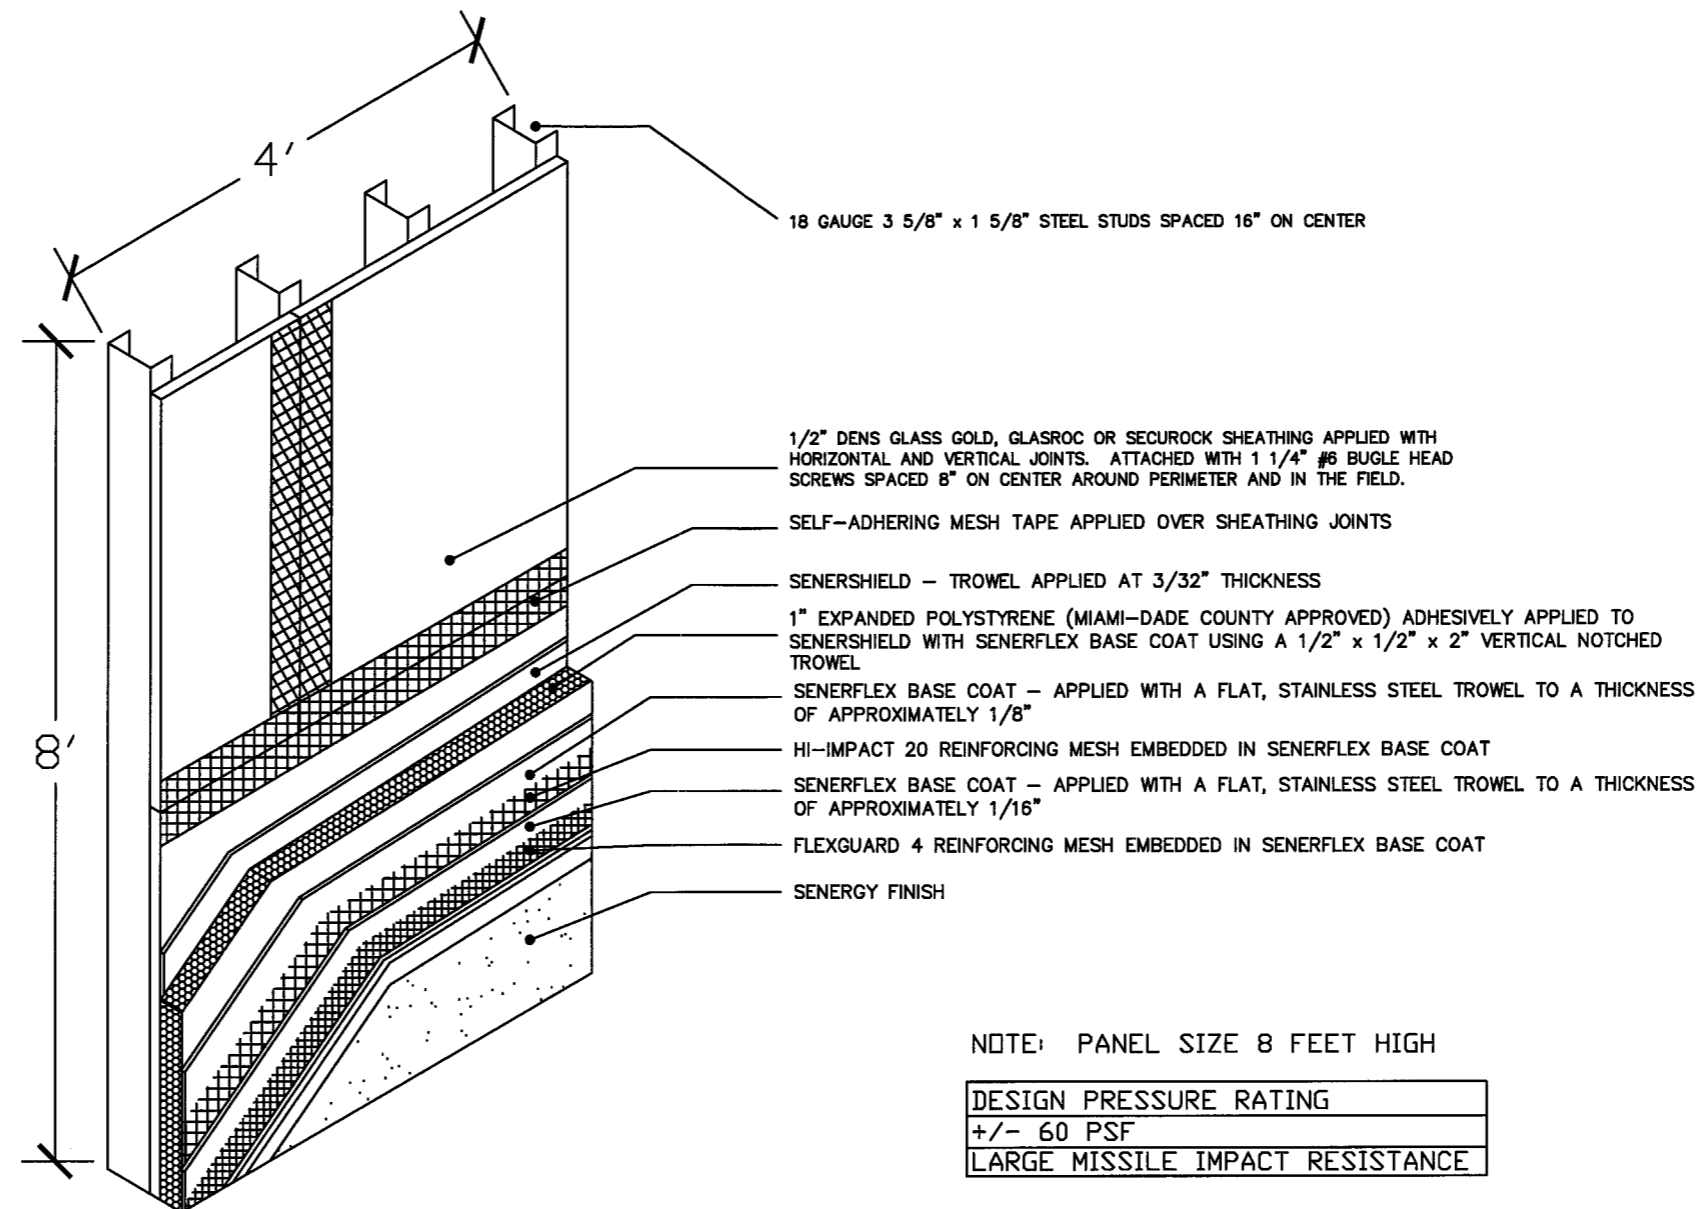 4'
18 GAUGE 3 5/8" x 1 5/8" STEEL STUDS SPACED 16" ON CENTER
1/2" DENS GLASS GOLD, GLASROC OR SECUROCK SHEATHING APPLIED WITH
HORIZONTAL AND VERTICAL JOINTS. ATTACHED WITH 1 1/4" #6 BUGLE HEAD
SCREWS SPACED 8" ON CENTER AROUND PERIMETER AND IN THE FIELD.
SELF-ADHERING MESH TAPE APPLIED OVER SHEATHING JOINTS
SENERSHIELD - TROWEL APPLIED AT 3/32" THICKNESS
1" EXPANDED POLYSTYRENE (MIAMI-DADE COUNTY APPROVED) ADHESIVELY APPLIED TO
SENERSHIELD WITH SENERFLEX BASE COAT USING A 1/2" x 1/2" x 2" VERTICAL NOTCHED
TROWEL
SENERFLEX BASE COAT - APPLIED WITH A FLAT, STAINLESS STEEL TROWEL TO A THICKNESS
OF APPROXIMATELY 1/8"
8'
HI-IMPACT 20 REINFORCING MESH EMBEDDED IN SENERFLEX BASE COAT
SENERFLEX BASE COAT - APPLIED WITH A FLAT, STAINLESS STEEL TROWEL TO A THICKNESS
OF APPROXIMATELY 1/16"
FLEXGUARD 4 REINFORCING MESH EMBEDDED IN SENERFLEX BASE COAT
SENERGY FINISH
NOTE: PANEL SIZE 8 FEET HIGH
DESIGN PRESSURE RATING
+/- 60 PSF
LARGE MISSILE IMPACT RESISTANCE